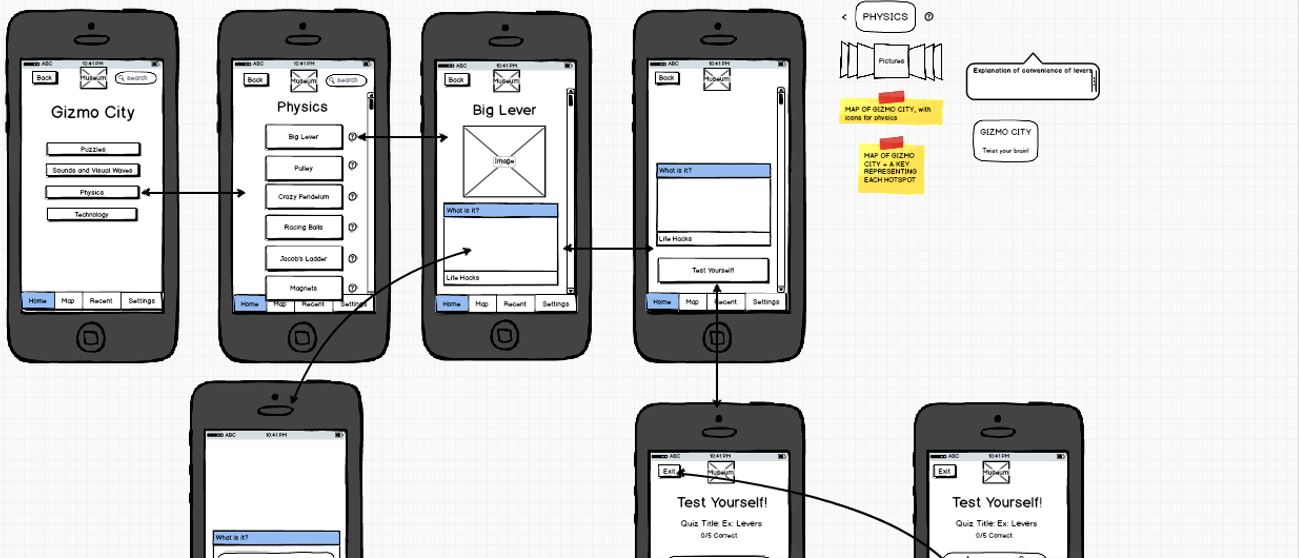 ABC 10:41 PM
Back Museum search
Gizmo City
Puzzles
Sounds and Visual Waves
Physics
Technology
Home Map Recent Settings
ABC 10:41 PM
Back Museum search
Physics
Big Lever ?
Pulley ?
Crazy Pendelum
Racing Balls ?
Jacob's Ladder ?
Magnets ?
Home Map Recent Settings
ABC 10:41 PM
Back Museum
Big Lever
Image
What is it?
Life Hacks
Home Map Recent Settings
ABC 10:41 PM
Back Museum
What is it?
Life Hacks
Test Yourself!
Home Map Recent Settings
< PHYSICS ?
Pictures
MAP OF GIZMO CITY, with
icons for physics
MAP OF GIZMO
CITY + A KEY
REPRESENTING
EACH HOTSPOT
Explanation of convenience of levers
GIZMO CITY
Twist your brain!
ABC 10:41 PM
What is it?
ABC 10:41 PM
Exit Museum
Test Yourself!
Quiz Title: Ex: Levers
0/5 Correct
ABC 10:41 PM
Exit Museum
Test Yourself!
Quiz Title: Ex: Levers
0/5 Correct